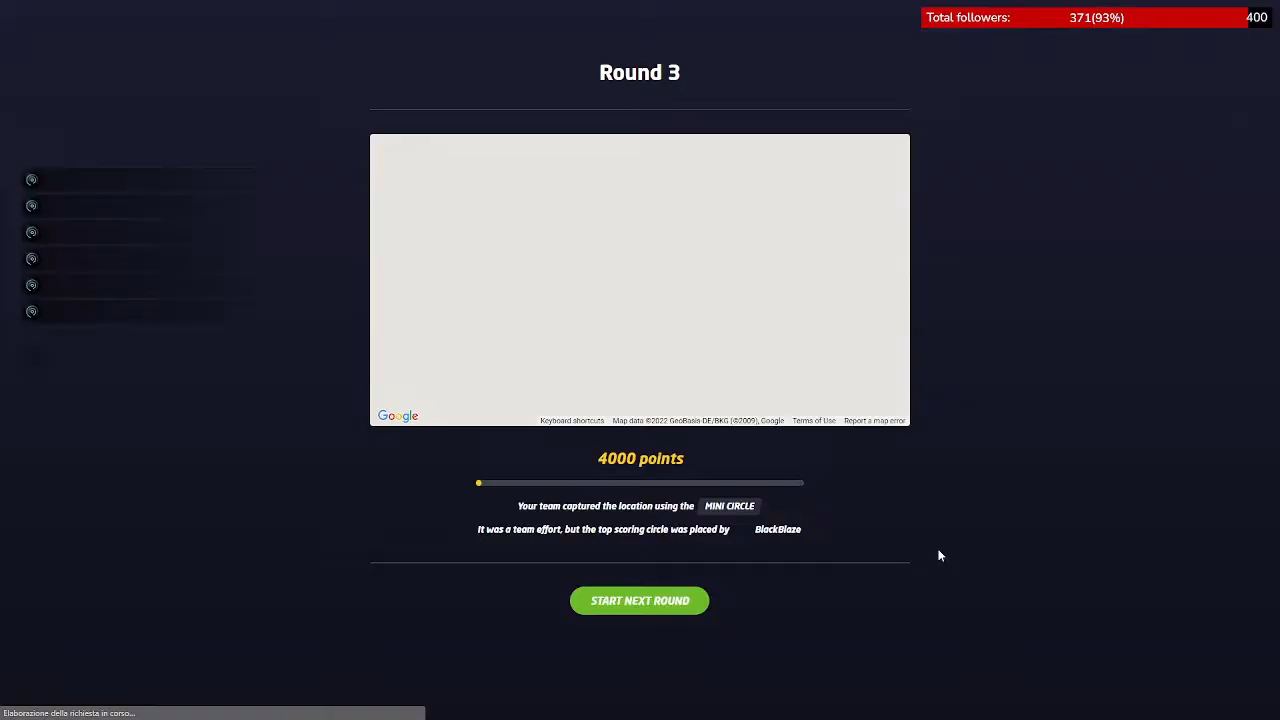 Total followers: 371(93%) 400
Round 3
Google
Keyboard shortcuts Map data ©2022 GeoBasis-DE/BKG (©2009), Google Terms of Use Report a map error
4000 points
Your team captured the location using the MINI CIRCLE
It was a team effort, but the top scoring circle was placed by BlackBlaze
START NEXT ROUND
Elaborazione della richiesta in corso...